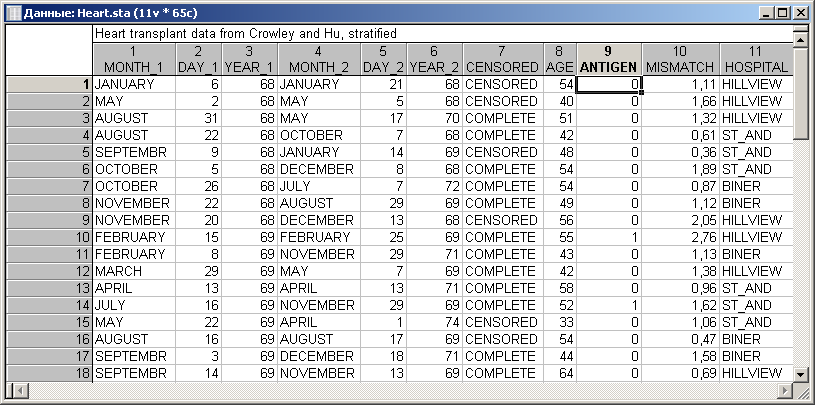 Данные: Heart.sta (11v * 65c)
Heart transplant data from Crowley and Hu, stratified
1 2 3 4 5 6 7 8 9 10 11
MONTH_1 DAY_1 YEAR_1 MONTH_2 DAY_2 YEAR_2 CENSORED AGE ANTIGEN MISMATCH HOSPITAL
1 JANUARY 6 68 JANUARY 21 68 CENSORED 54 0 1,11 HILLVIEW
2 MAY 2 68 MAY 5 68 CENSORED 40 0 1,66 HILLVIEW
3 AUGUST 31 68 MAY 17 70 COMPLETE 51 0 1,32 HILLVIEW
4 AUGUST 22 68 OCTOBER 7 68 COMPLETE 42 0 0,61 ST_AND
5 SEPTEMBR 9 68 JANUARY 14 69 CENSORED 48 0 0,36 ST_AND
6 OCTOBER 5 68 DECEMBER 8 68 COMPLETE 54 0 1,89 ST_AND
7 OCTOBER 26 68 JULY 7 72 COMPLETE 54 0 0,87 BINER
8 NOVEMBER 22 68 AUGUST 29 69 COMPLETE 49 0 1,12 BINER
9 NOVEMBER 20 68 DECEMBER 13 68 CENSORED 56 0 2,05 HILLVIEW
10 FEBRUARY 15 69 FEBRUARY 25 69 COMPLETE 55 1 2,76 HILLVIEW
11 FEBRUARY 8 69 NOVEMBER 29 71 COMPLETE 43 0 1,13 BINER
12 MARCH 29 69 MAY 7 69 COMPLETE 42 0 1,38 HILLVIEW
13 APRIL 13 69 APRIL 13 71 COMPLETE 58 0 0,96 ST_AND
14 JULY 16 69 NOVEMBER 29 69 COMPLETE 52 1 1,62 ST_AND
15 MAY 22 69 APRIL 1 74 CENSORED 33 0 1,06 ST_AND
16 AUGUST 16 69 AUGUST 17 69 CENSORED 54 0 0,47 BINER
17 SEPTEMBR 3 69 DECEMBER 18 71 COMPLETE 44 0 1,58 BINER
18 SEPTEMBR 14 69 NOVEMBER 13 69 COMPLETE 64 0 0,69 HILLVIEW